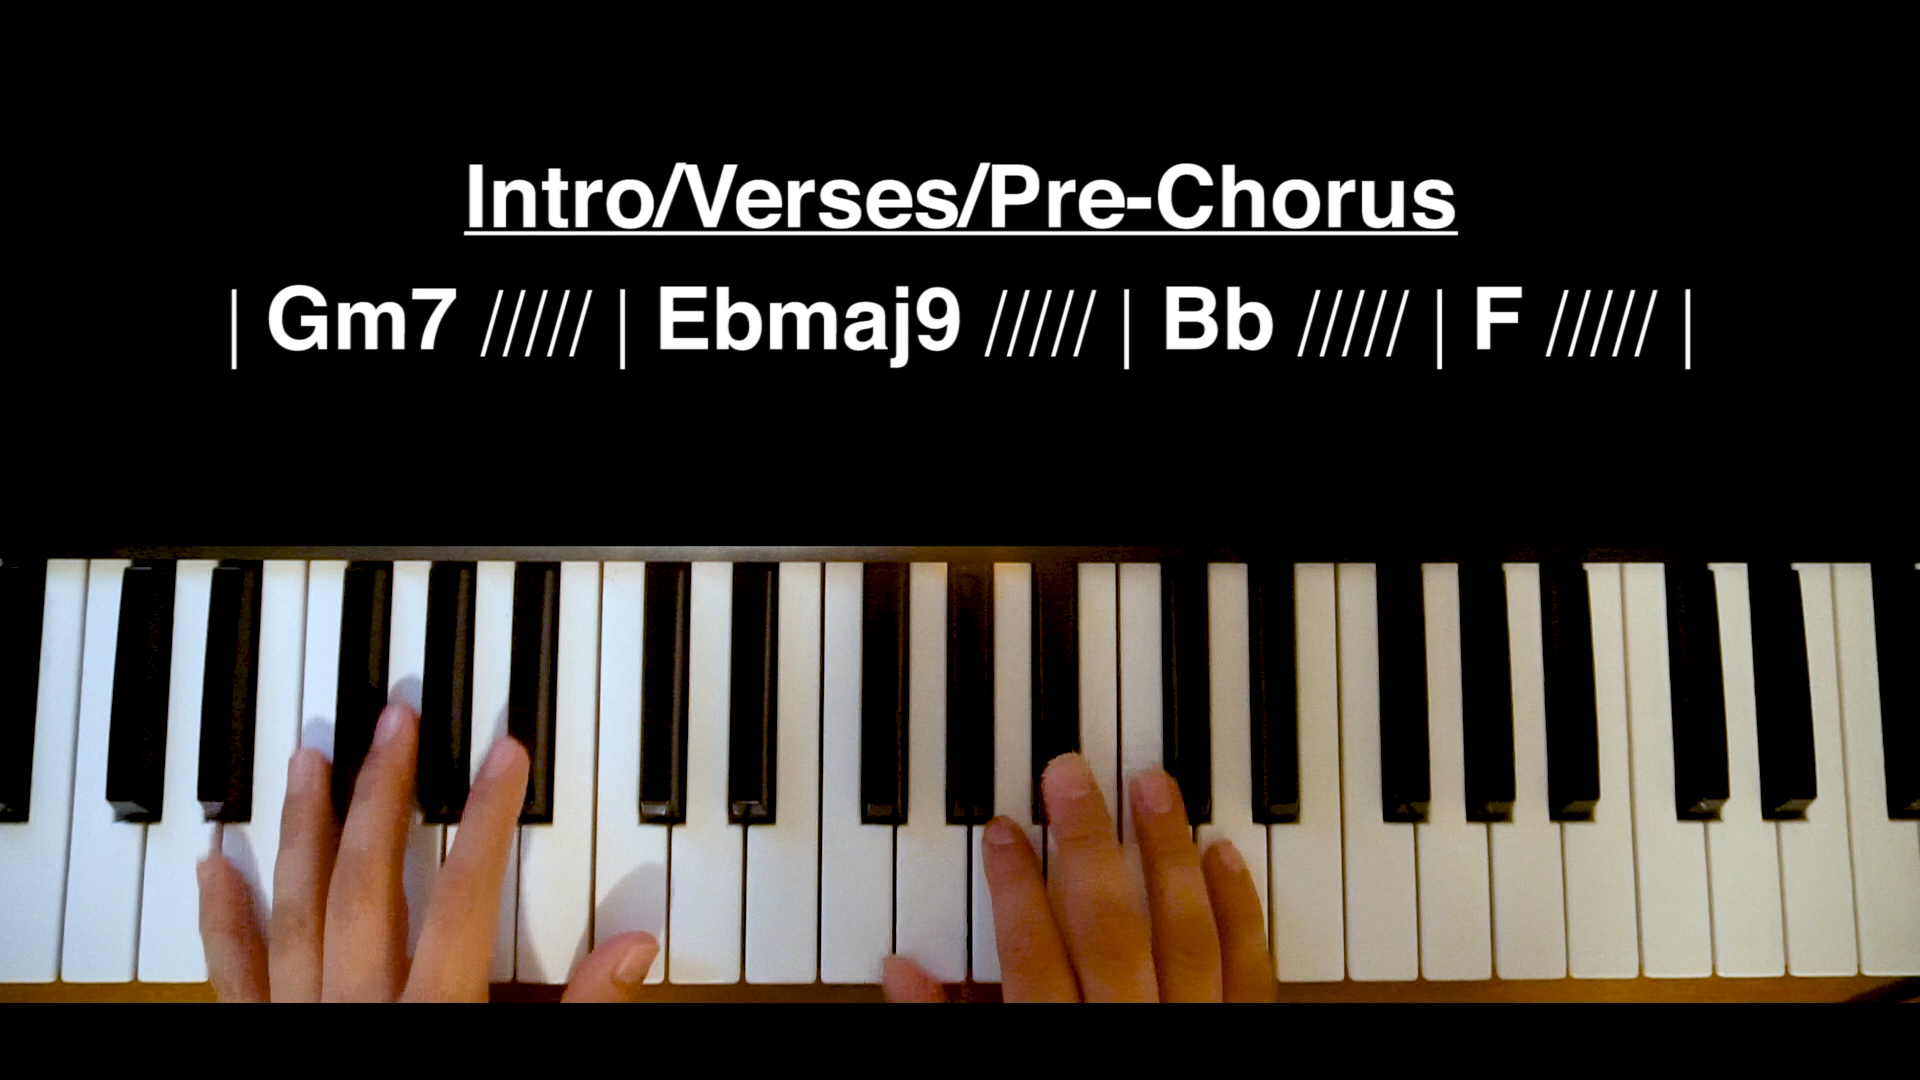 Intro/Verses/Pre-Chorus
| Gm7 ///// | Ebmaj9 ///// | Bb ///// | F ///// |